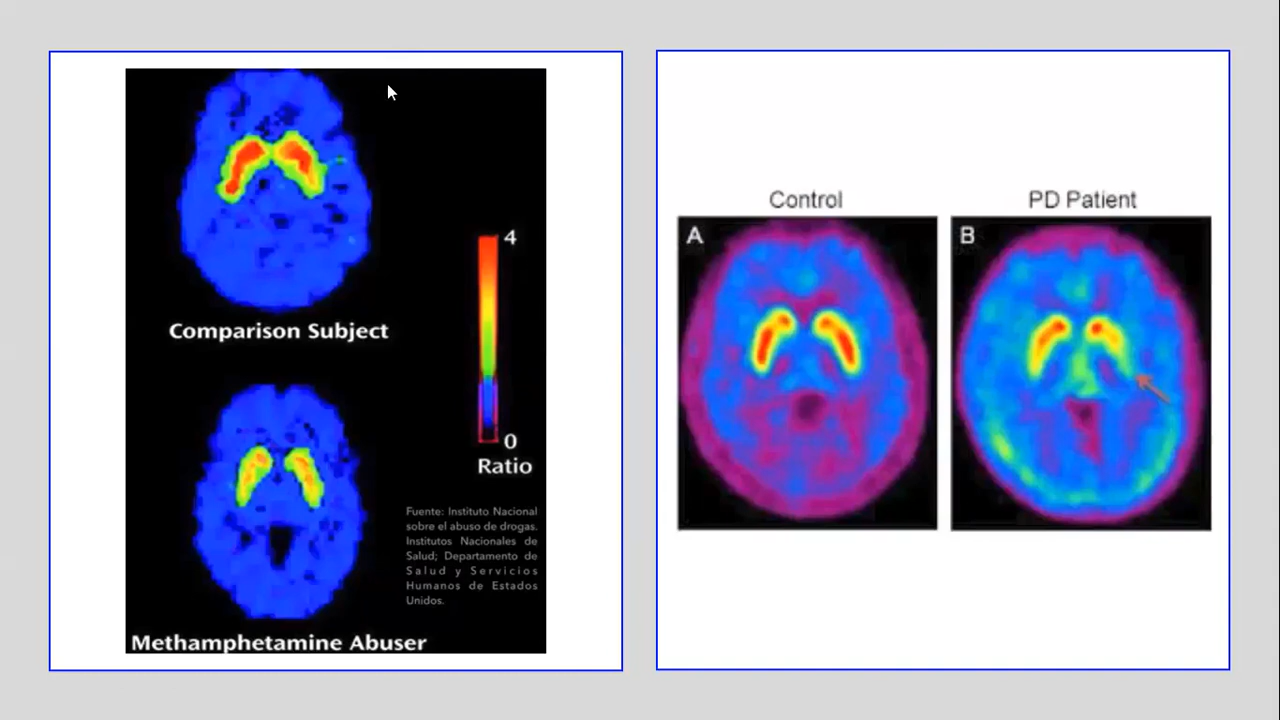 Comparison Subject
4
0
Ratio
Fuente: Instituto Nacional
sobre el abuso de drogas.
Institutos Nacionales de
Salud; Departamento de
Salud y Servicios
Humanos de Estados
Unidos.
Methamphetamine Abuser
Control
PD Patient
A
B